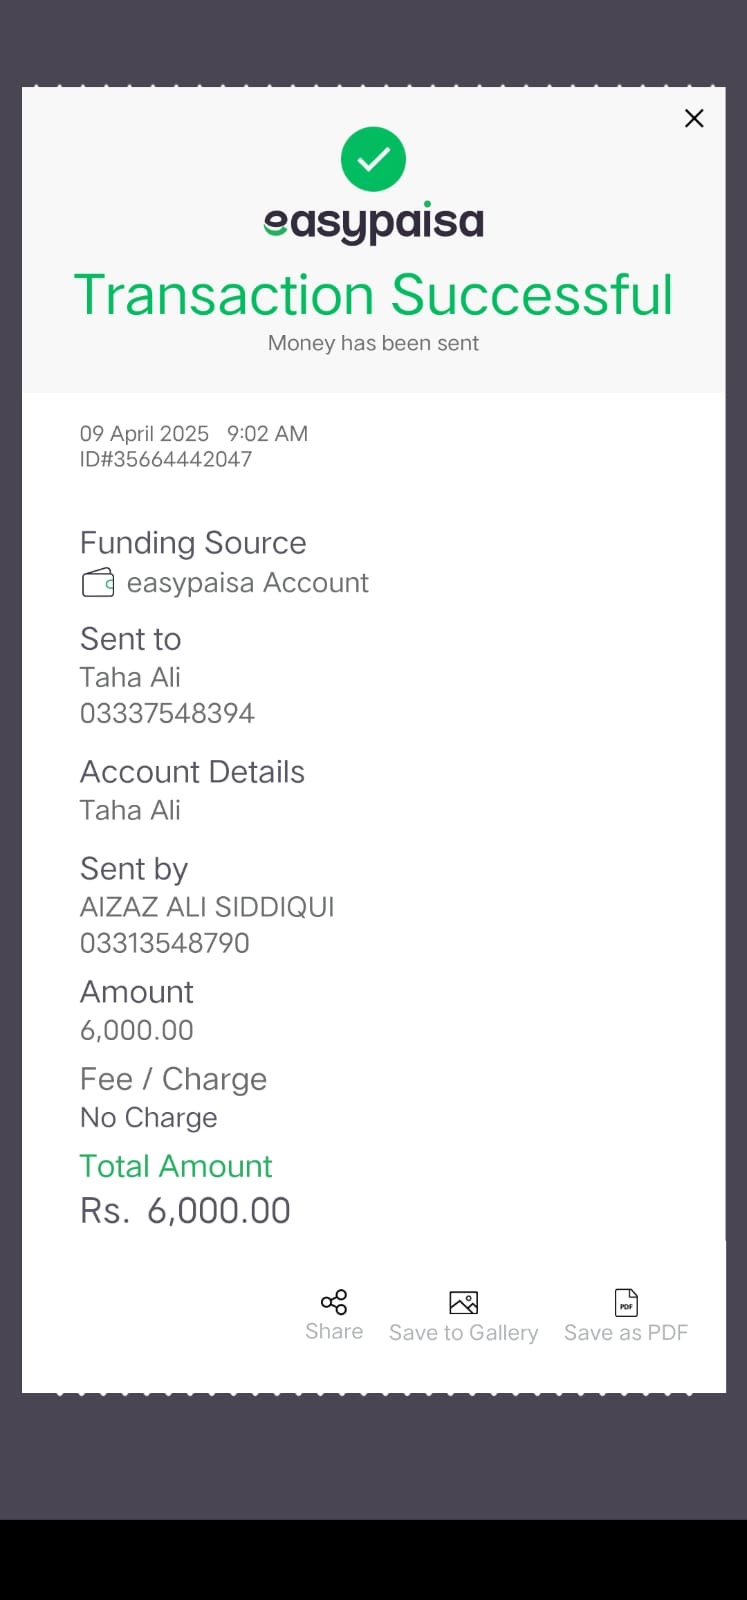 easypaisa
Transaction Successful
Money has been sent
09 April 2025 9:02 AM
ID#35664442047
Funding Source
easypaisa Account
Sent to
Taha Ali
03337548394
Account Details
Taha Ali
Sent by
AIZAZ ALI SIDDIQUI
03313548790
Amount
6,000.00
Fee / Charge
No Charge
Total Amount
Rs. 6,000.00
Share
Save to Gallery
PDF
Save as PDF